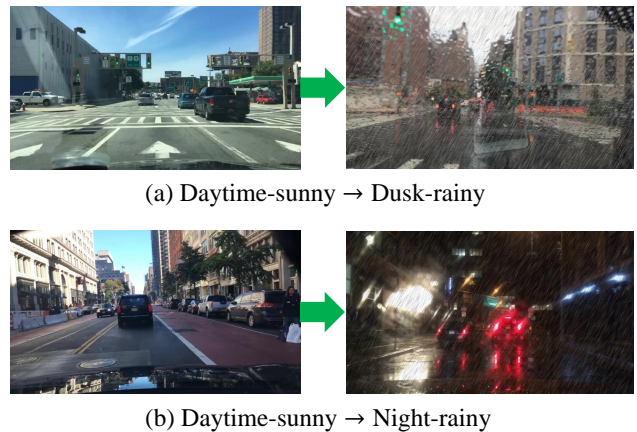 (a) Daytime-sunny → Dusk-rainy
(b) Daytime-sunny → Night-rainy